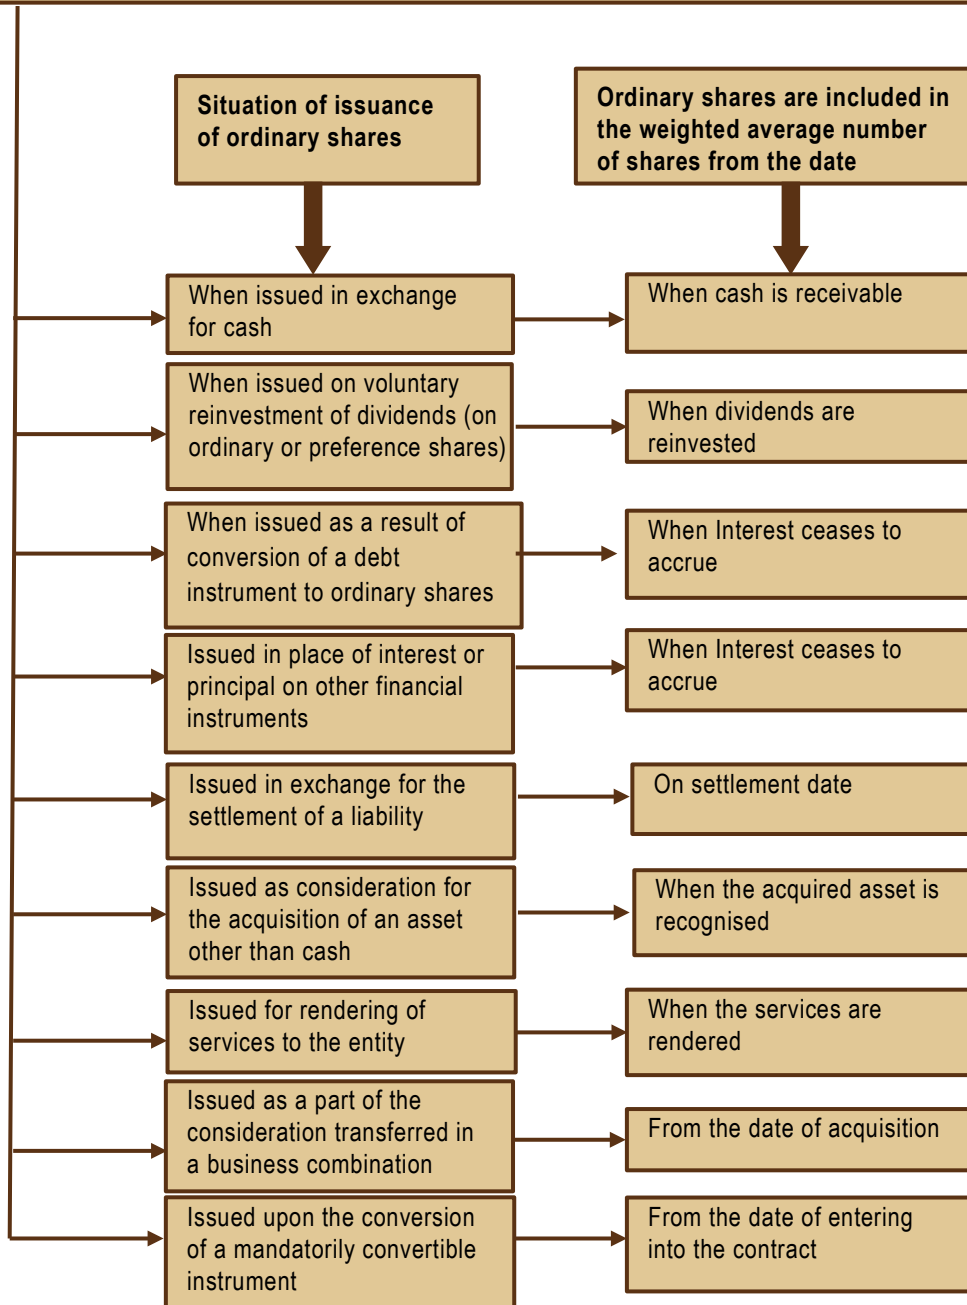 Situation of issuance
of ordinary shares
Ordinary shares are included in
the weighted average number
of shares from the date
When issued in exchange
for cash
When cash is receivable
When issued on voluntary
reinvestment of dividends (on
ordinary or preference shares)
When dividends are
reinvested
When issued as a result of
conversion of a debt
instrument to ordinary shares
When Interest ceases to
accrue
Issued in place of interest or
principal on other financial
instruments
When Interest ceases to
accrue
Issued in exchange for the
settlement of a liability
On settlement date
Issued as consideration for
the acquisition of an asset
other than cash
When the acquired asset is
recognised
Issued for rendering of
services to the entity
When the services are
rendered
Issued as a part of the
consideration transferred in
a business combination
From the date of acquisition
Issued upon the conversion
of a mandatorily convertible
instrument
From the date of entering
into the contract